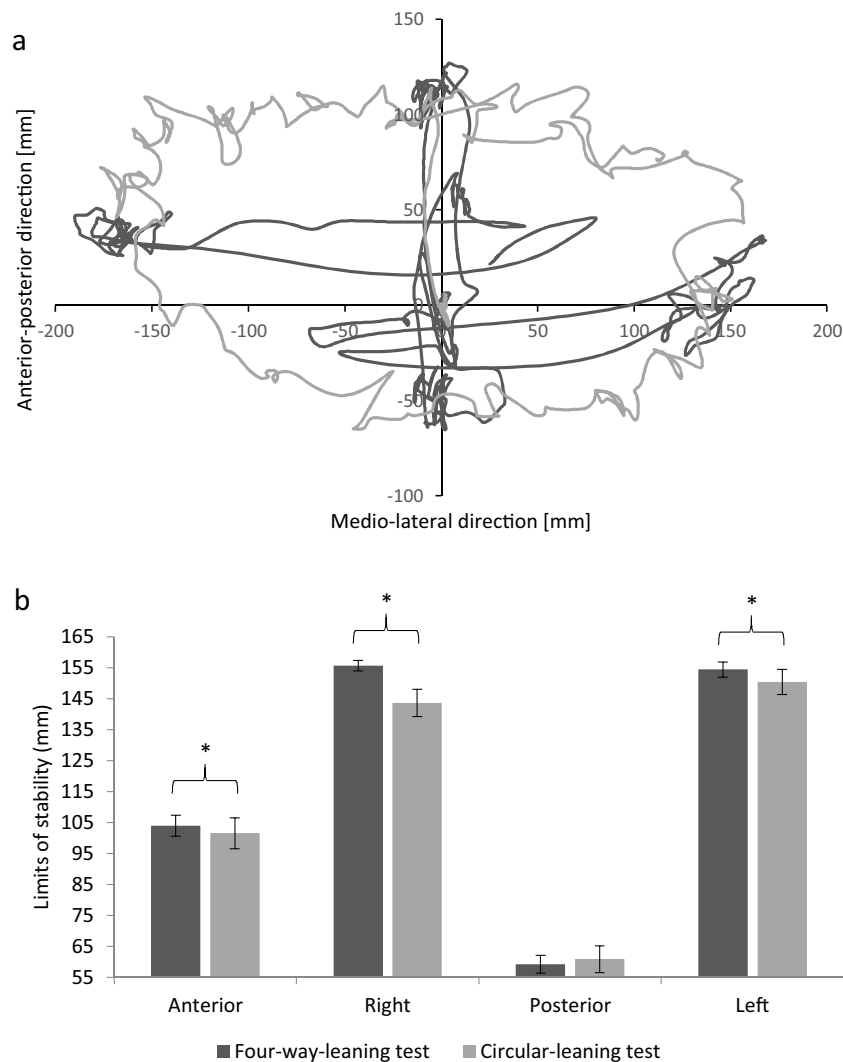 a
150
100
50
-200 -150 -100 -50 0 50 100 150 200
-50
-100
Anterior-posterior direction [mm]
Medio-lateral direction [mm]
b
* * *
*
165
155
145
135
125
115
105
95
85
75
65
55
Limits of stability (mm)
Anterior Right Posterior Left
Four-way-leaning test Circular-leaning test